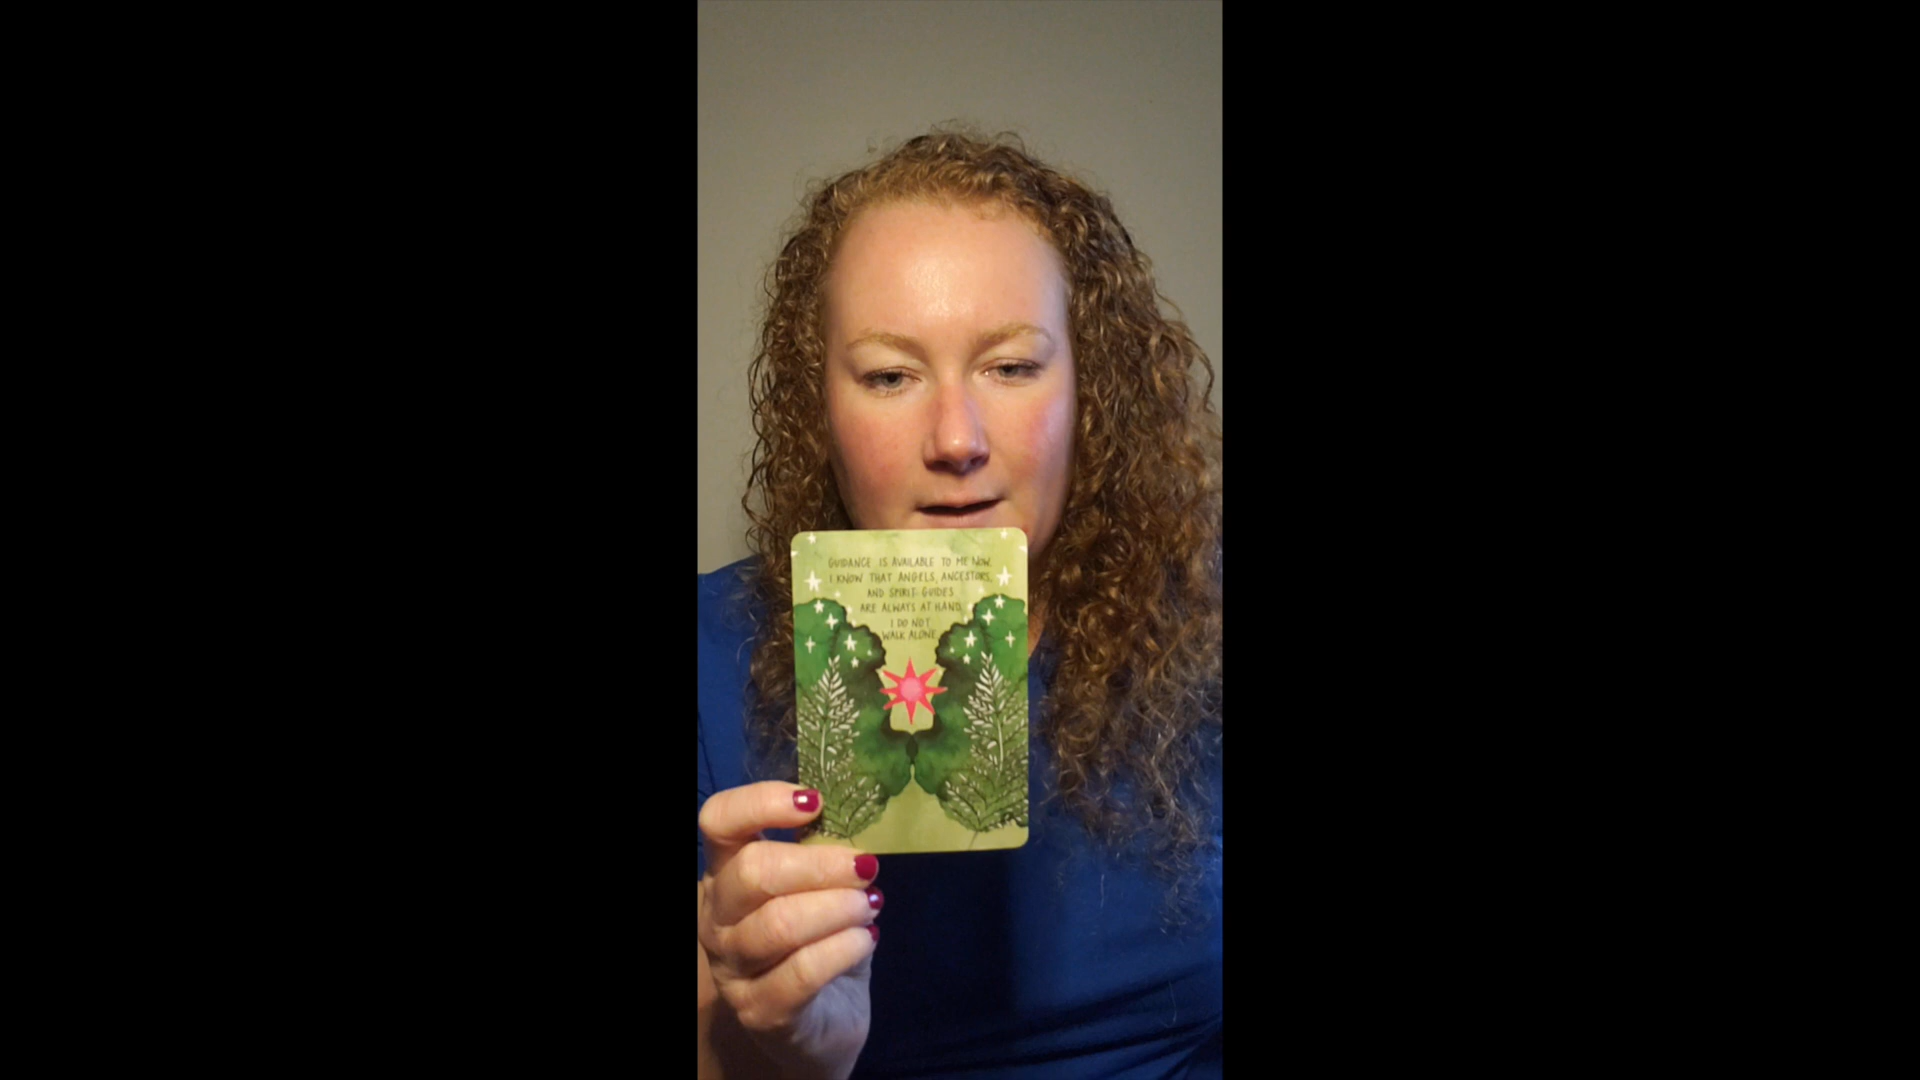 GUIDANCE IS AVAILABLE TO ME NOW.
I KNOW THAT ANGELS, ANCESTORS,
AND SPIRIT GUIDES
ARE ALWAYS AT HAND.
I DO NOT
WALK ALONE.